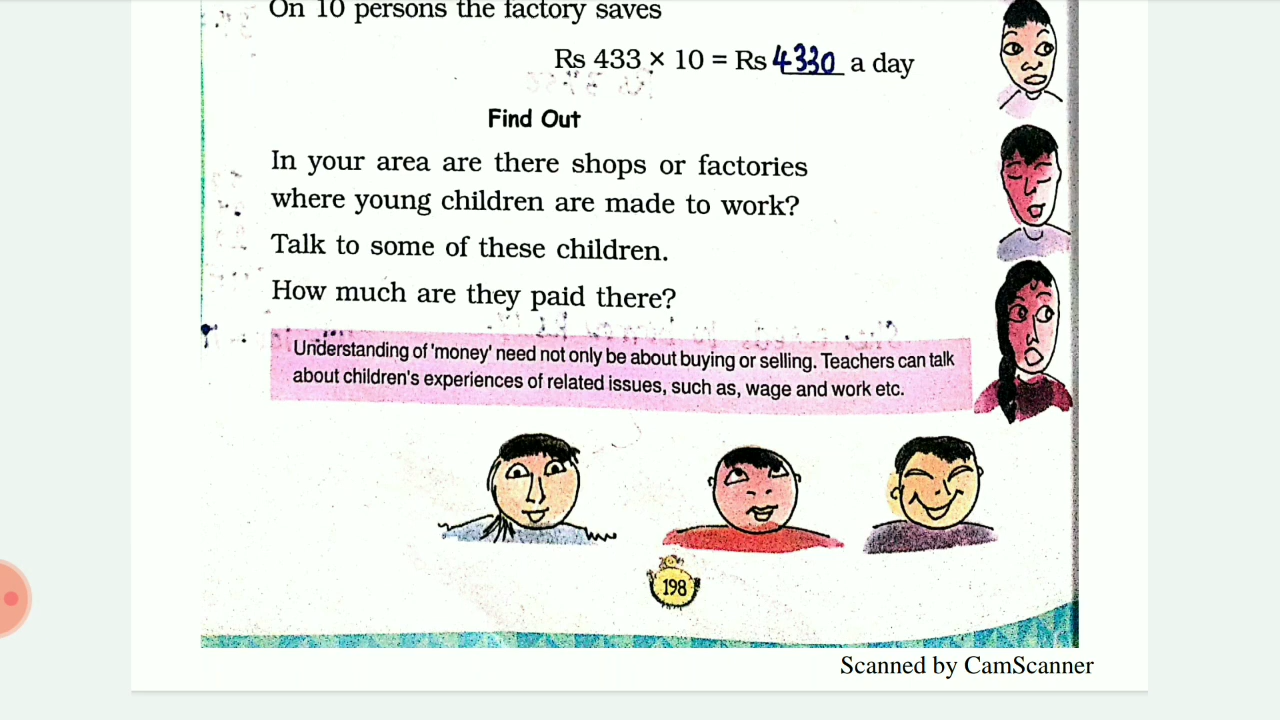 On 10 persons the factory saves
Rs 433 × 10 = Rs 4330 a day
Find Out
In your area are there shops or factories
where young children are made to work?
Talk to some of these children.
How much are they paid there?
Understanding of 'money' need not only be about buying or selling. Teachers can talk
about children's experiences of related issues, such as, wage and work etc.
198
Scanned by CamScanner